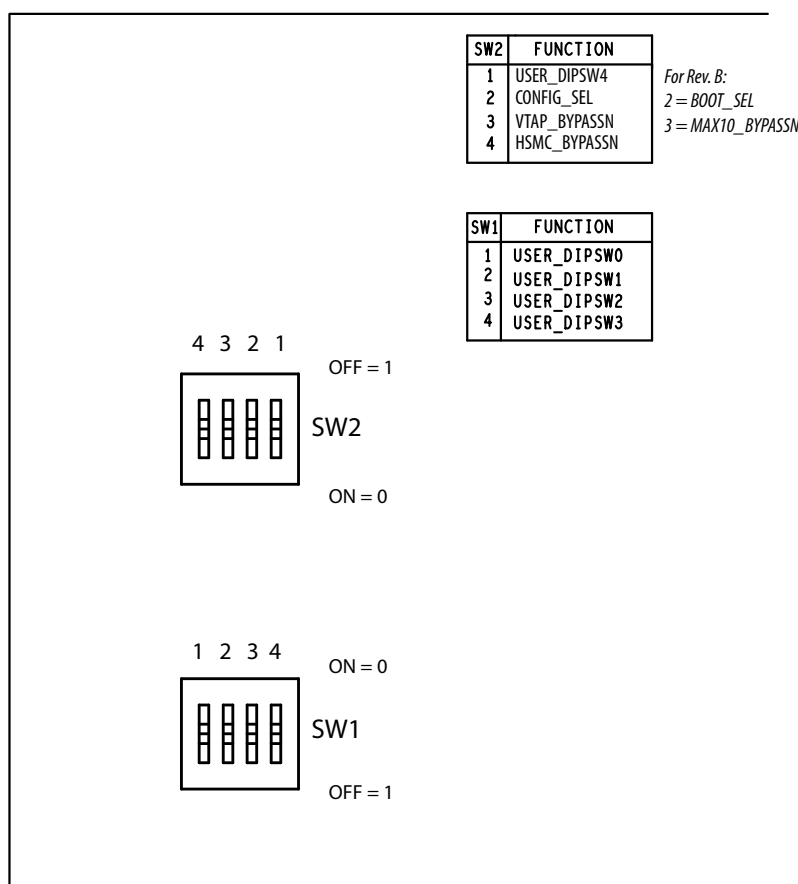 SW2 FUNCTION
1 USER_DIPSW4
2 CONFIG_SEL
3 VTAP_BYPASSN
4 HSMC_BYPASSN
For Rev. B:
2 = BOOT_SEL
3 = MAX10_BYPASSN
SW1 FUNCTION
1 USER_DIPSW0
2 USER_DIPSW1
3 USER_DIPSW2
4 USER_DIPSW3
4 3 2 1
OFF = 1
SW2
ON = 0
1 2 3 4
ON = 0
SW1
OFF = 1